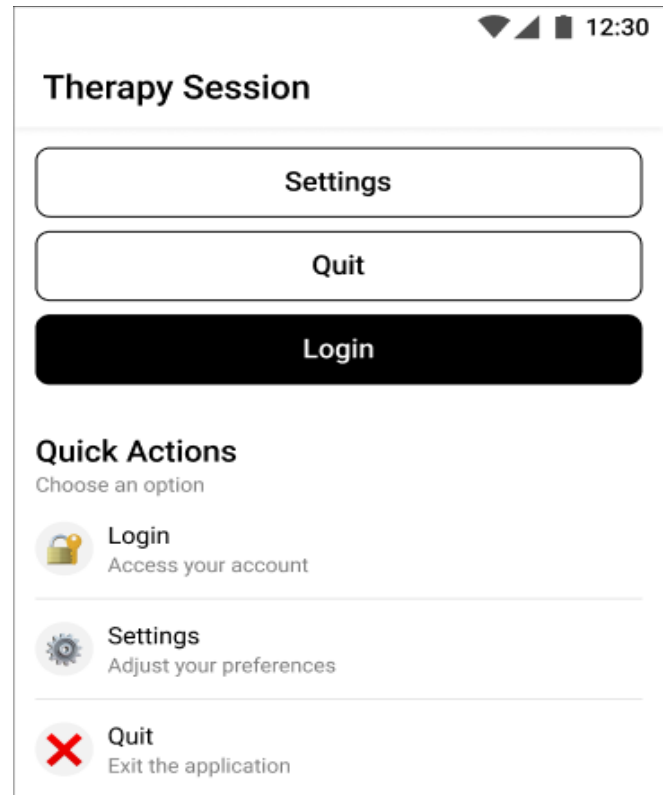 12:30
Therapy Session
Settings
Quit
Login
Quick Actions
Choose an option
Login
Access your account
Settings
Adjust your preferences
Quit
Exit the application